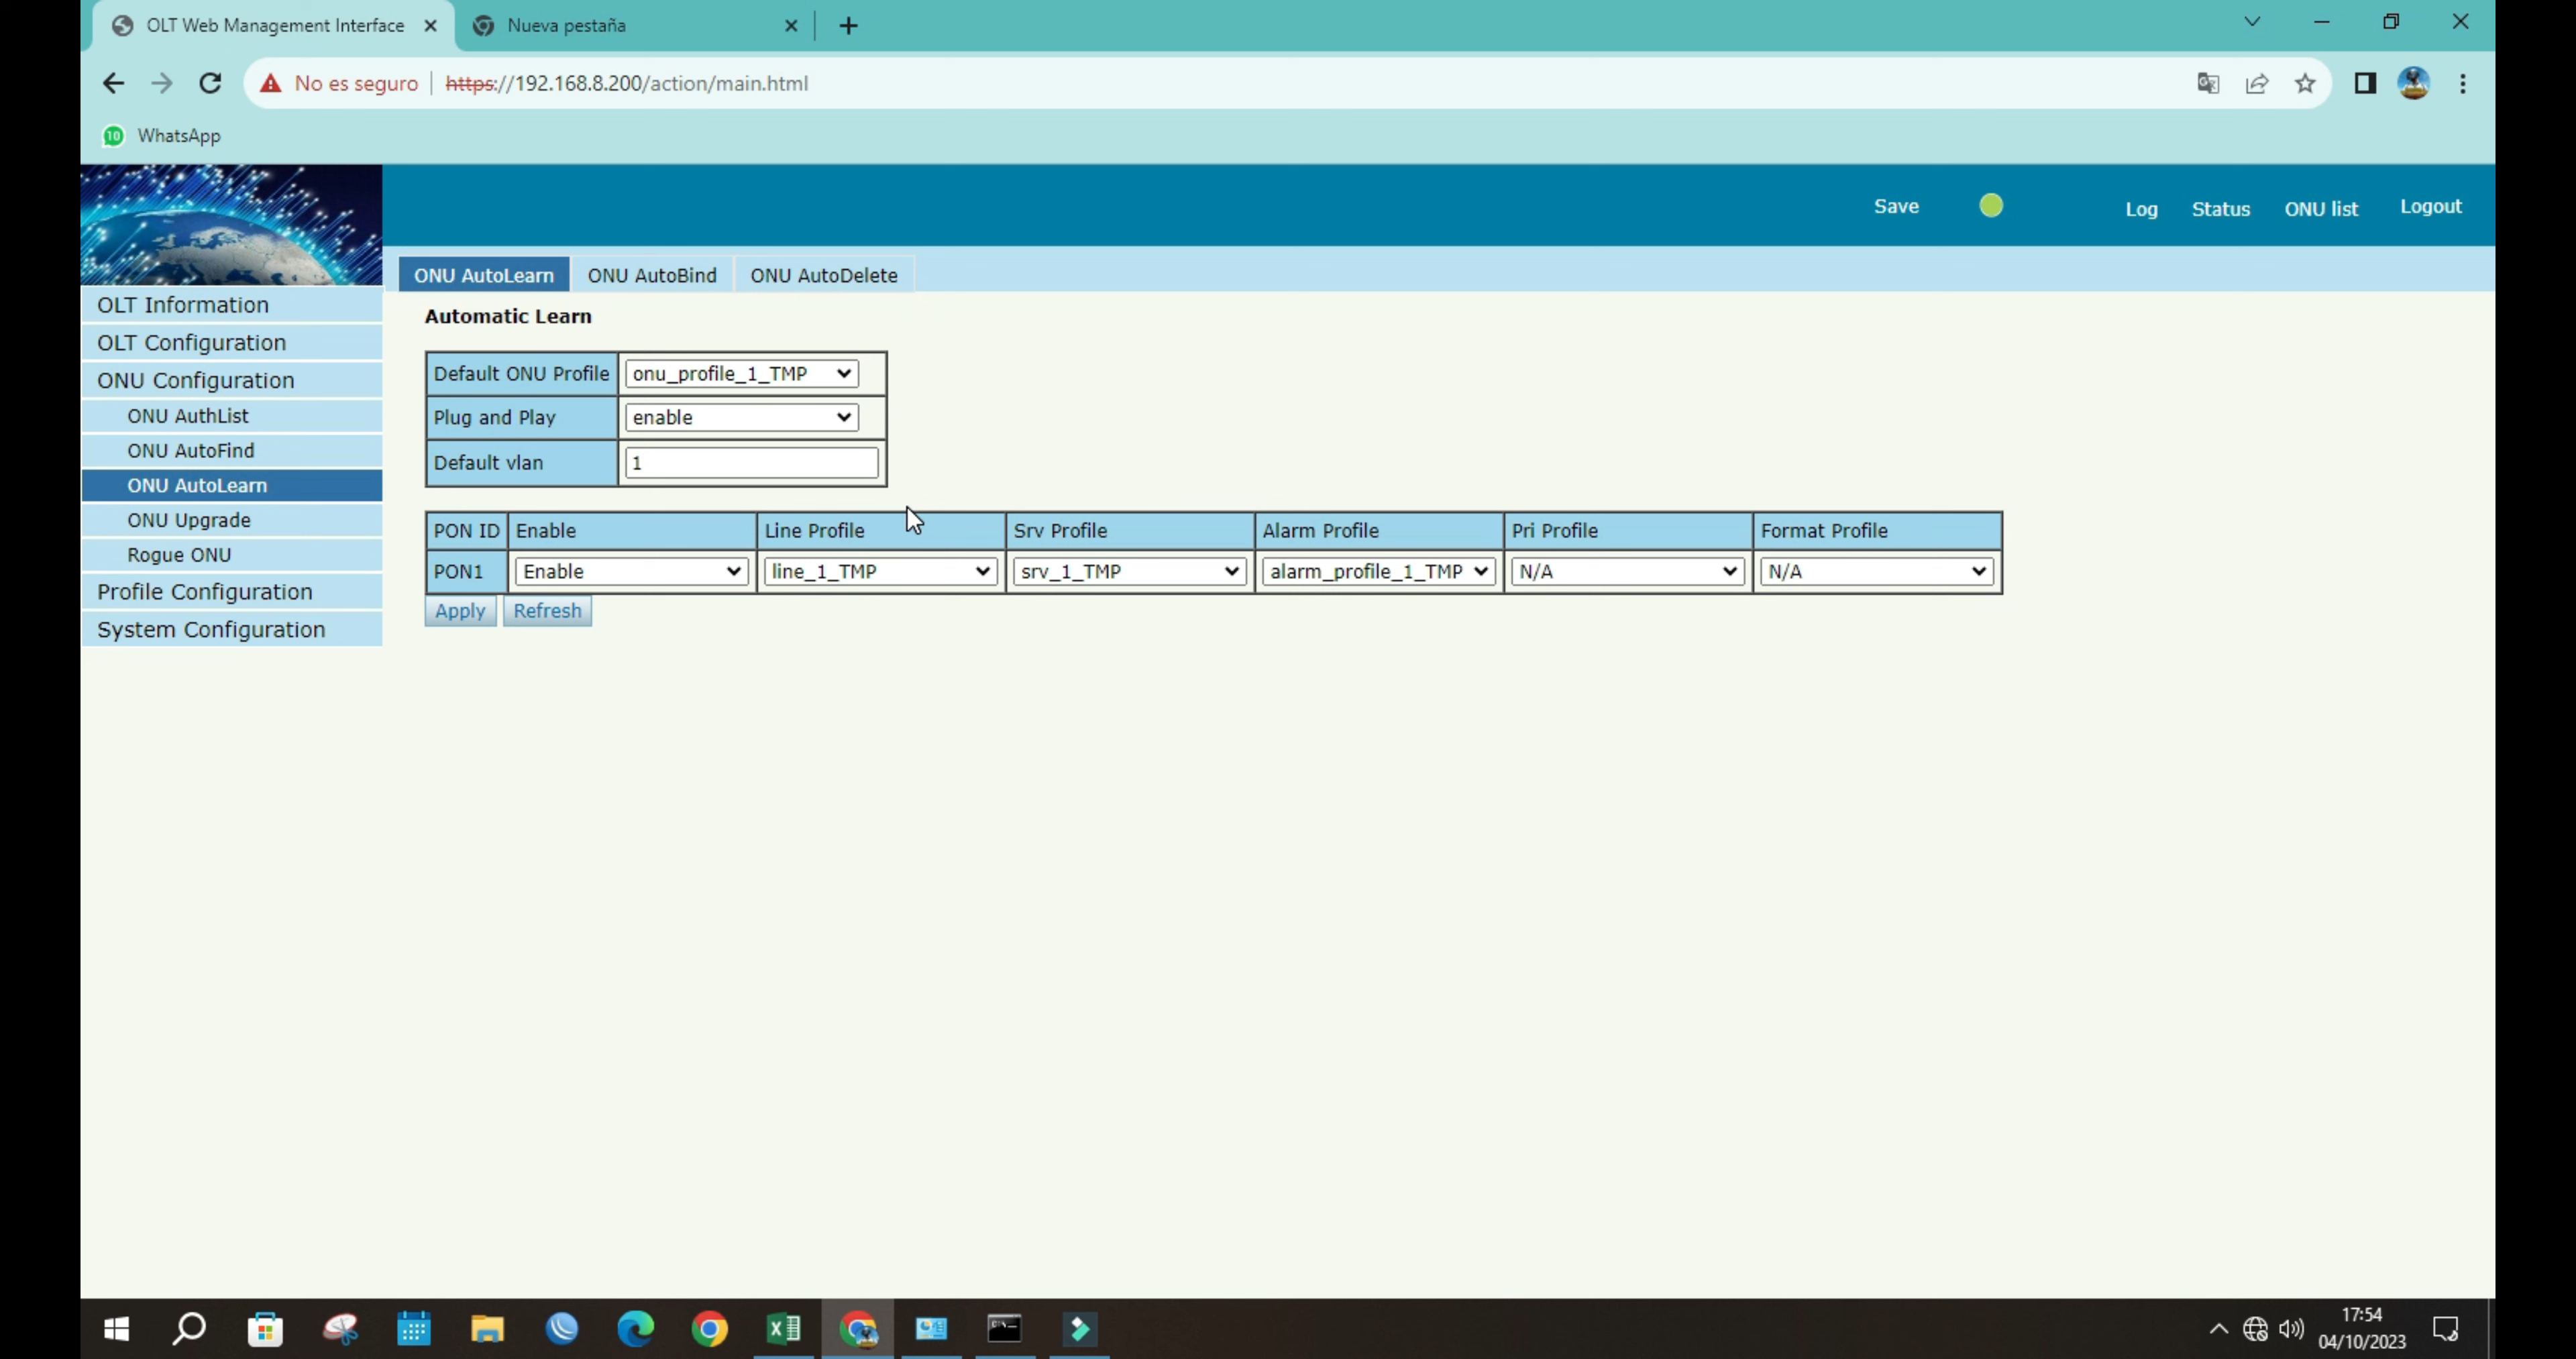 OLT Web Management Interface
Nueva pestaña
No es seguro
https://192.168.8.200/action/main.html
10
WhatsApp
Save
Log
Status
ONU list
Logout
ONU AutoLearn
ONU AutoBind
ONU AutoDelete
OLT Information
OLT Configuration
ONU Configuration
ONU AuthList
ONU AutoFind
ONU AutoLearn
ONU Upgrade
Rogue ONU
Profile Configuration
System Configuration
Automatic Learn
Default ONU Profile onu_profile_1_TMP
Plug and Play enable
Default vlan 1
PON ID Enable Line Profile Srv Profile Alarm Profile Pri Profile Format Profile
PON1 Enable line_1_TMP srv_1_TMP alarm_profile_1_TMP N/A N/A
Apply Refresh
17:54
04/10/2023